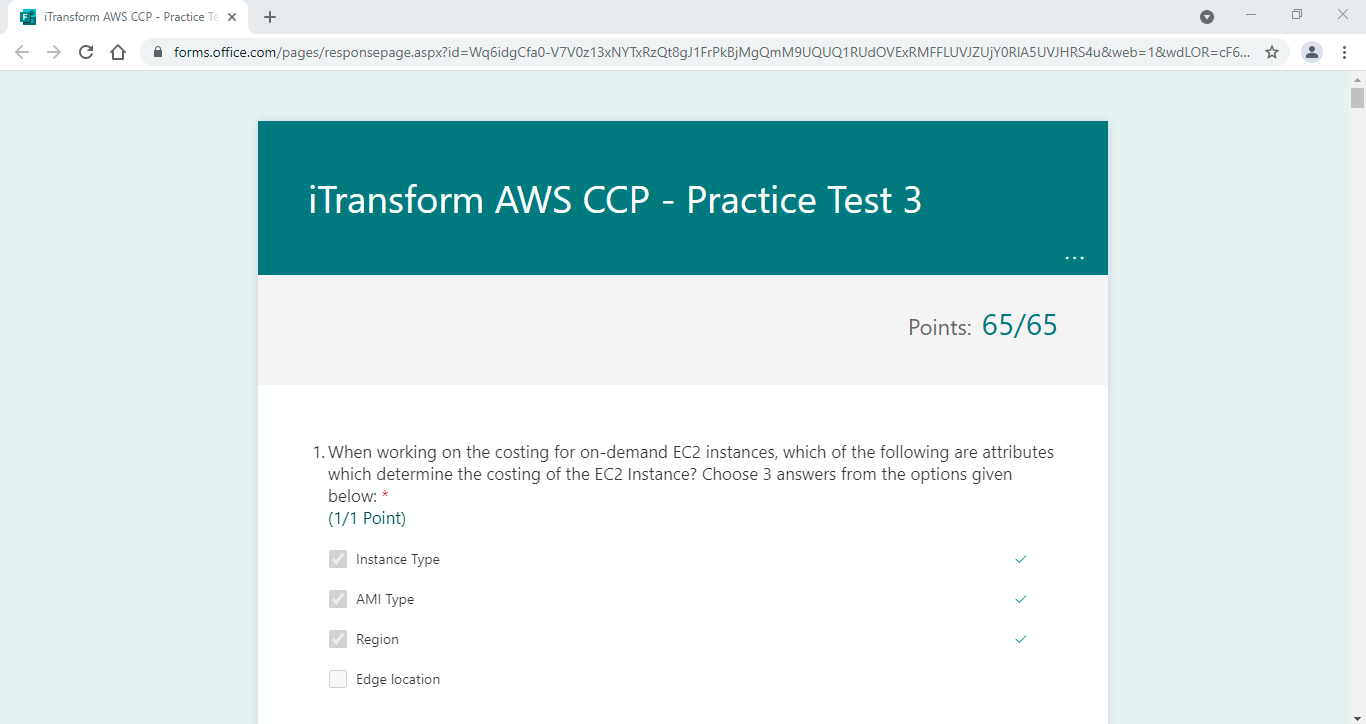 iTransform AWS CCP - Practice Te
forms.office.com/pages/responsepage.aspx?id=Wq6idgCfa0-V7V0z13xNYTxRzQt8gJ1FrPkBjMgQmM9UQUQ1RUdOVExRMFFLUVJZUjY0RlA5UVJHRS4u&web=1&wdLOR=cF6...
iTransform AWS CCP - Practice Test 3
...
Points: 65/65
1. When working on the costing for on-demand EC2 instances, which of the following are attributes
which determine the costing of the EC2 Instance? Choose 3 answers from the options given
below: *
(1/1 Point)
Instance Type
AMI Type
Region
Edge location